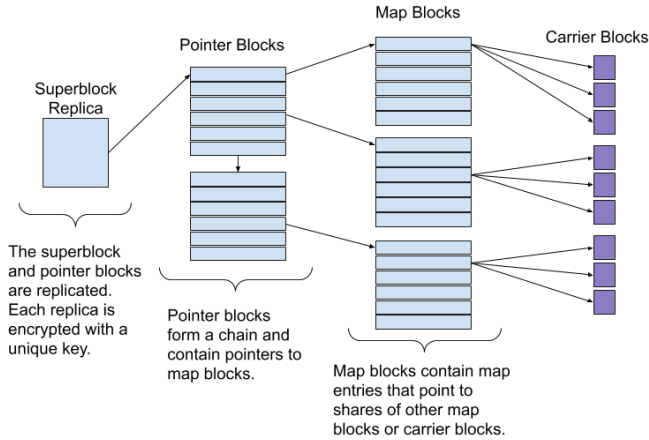 Map Blocks
Pointer Blocks
Carrier Blocks
Superblock
Replica
The superblock
and pointer blocks
are replicated.
Each replica is
encrypted with a
unique key.
Pointer blocks
form a chain and
contain pointers to
map blocks.
Map blocks contain map
entries that point to
shares of other map
blocks or carrier blocks.